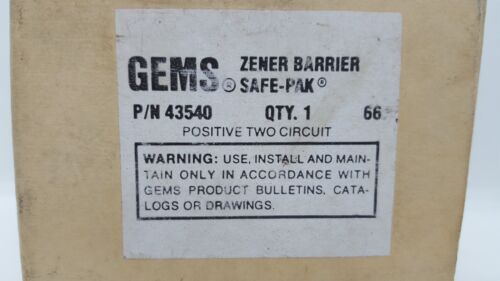 GEMS® ZENER BARRIER
SAFE-PAK®
P/N 43540 QTY. 1 66
POSITIVE TWO CIRCUIT
WARNING: USE, INSTALL AND MAIN-
TAIN ONLY IN ACCORDANCE WITH
GEMS PRODUCT BULLETINS, CATA-
LOGS OR DRAWINGS.